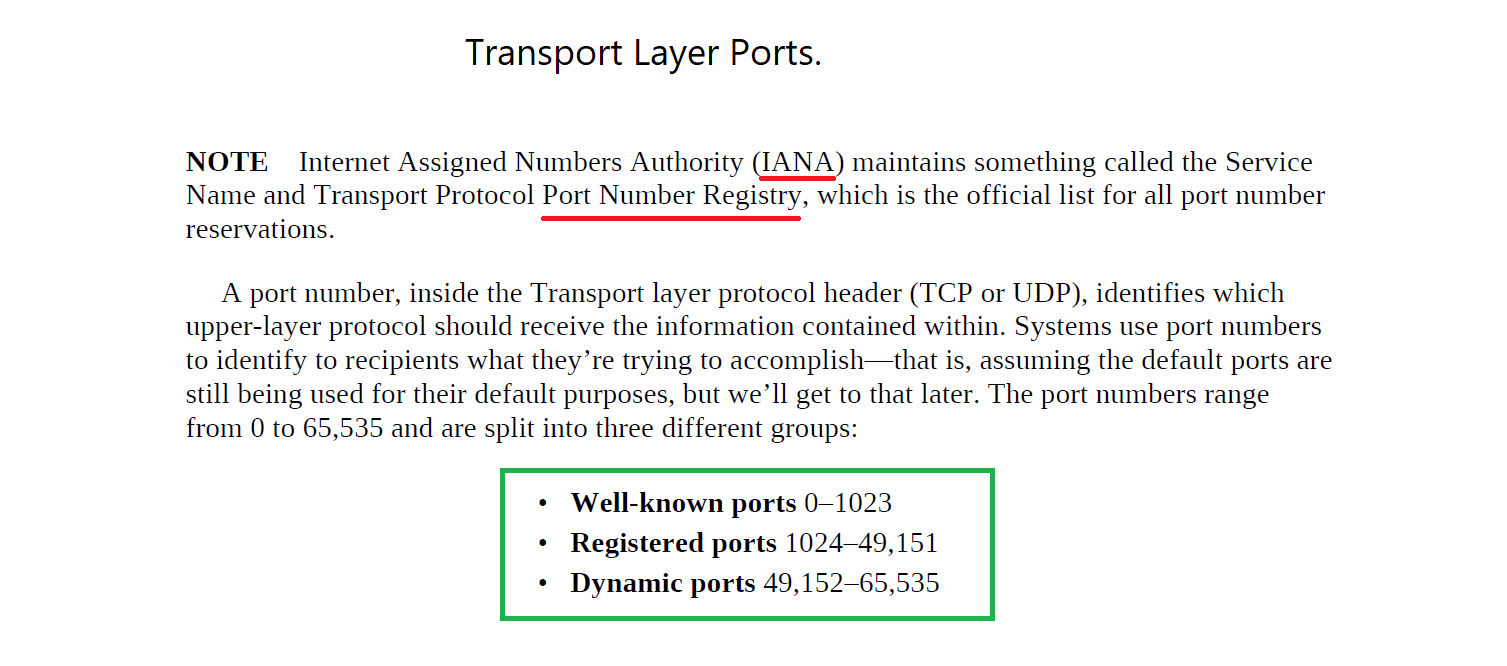 Transport Layer Ports.
NOTE Internet Assigned Numbers Authority (IANA) maintains something called the Service
Name and Transport Protocol Port Number Registry, which is the official list for all port number
reservations.
A port number, inside the Transport layer protocol header (TCP or UDP), identifies which
upper-layer protocol should receive the information contained within. Systems use port numbers
to identify to recipients what they’re trying to accomplish—that is, assuming the default ports are
still being used for their default purposes, but we’ll get to that later. The port numbers range
from 0 to 65,535 and are split into three different groups:
• Well-known ports 0–1023
• Registered ports 1024–49,151
• Dynamic ports 49,152–65,535